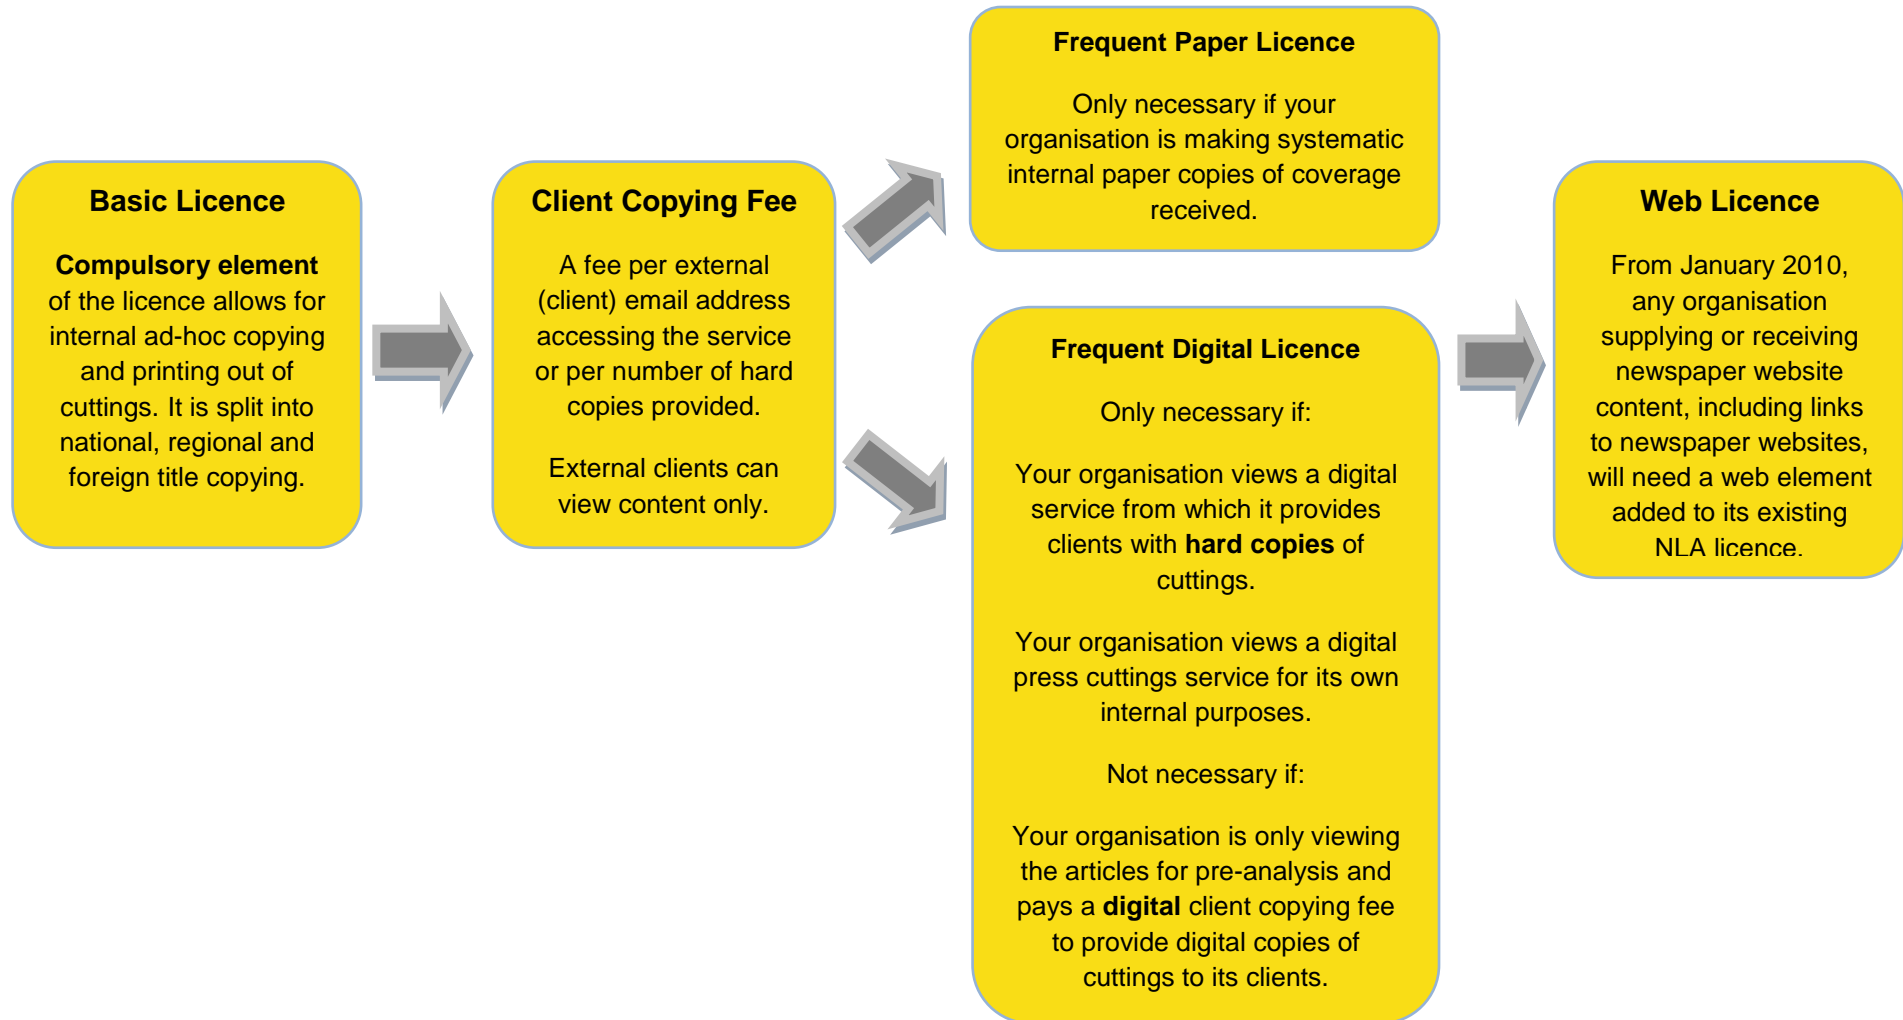 Basic Licence
Compulsory element
of the licence allows for
internal ad-hoc copying
and printing out of
cuttings. It is split into
national, regional and
foreign title copying.
Client Copying Fee
A fee per external
(client) email address
accessing the service
or per number of hard
copies provided.
External clients can
view content only.
Frequent Paper Licence
Only necessary if your
organisation is making systematic
internal paper copies of coverage
received.
Frequent Digital Licence
Only necessary if:
Your organisation views a digital
service from which it provides
clients with hard copies of
cuttings.
Your organisation views a digital
press cuttings service for its own
internal purposes.
Not necessary if:
Your organisation is only viewing
the articles for pre-analysis and
pays a digital client copying fee
to provide digital copies of
cuttings to its clients.
Web Licence
From January 2010,
any organisation
supplying or receiving
newspaper website
content, including links
to newspaper websites,
will need a web element
added to its existing
NLA licence.